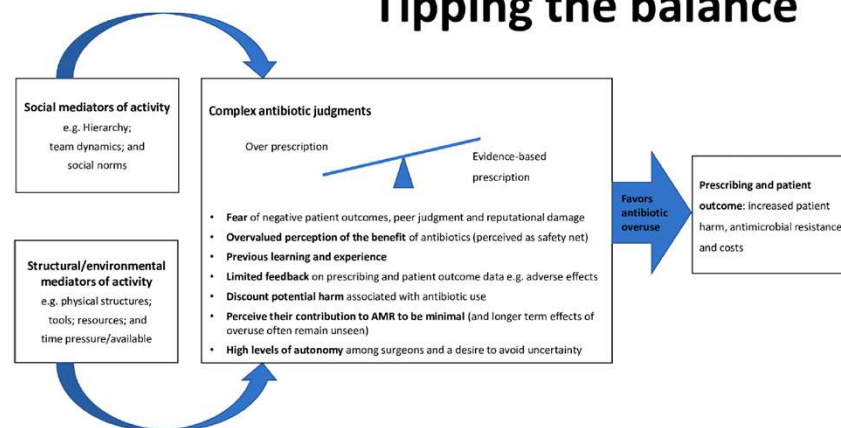 Tipping the balance
Social mediators of activity
e.g. Hierarchy;
team dynamics; and
social norms
Structural/environmental
mediators of activity
e.g. physical structures;
tools; resources; and
time pressure/available
Complex antibiotic judgments
Over prescription
Evidence-based
prescription
• Fear of negative patient outcomes, peer judgment and reputational damage
• Overvalued perception of the benefit of antibiotics (perceived as safety net)
• Previous learning and experience
• Limited feedback on prescribing and patient outcome data e.g. adverse effects
• Discount potential harm associated with antibiotic use
• Perceive their contribution to AMR to be minimal (and longer term effects of
overuse often remain unseen)
• High levels of autonomy among surgeons and a desire to avoid uncertainty
Favors
antibiotic
overuse
Prescribing and patient
outcome: increased patient
harm, antimicrobial resistance
and costs